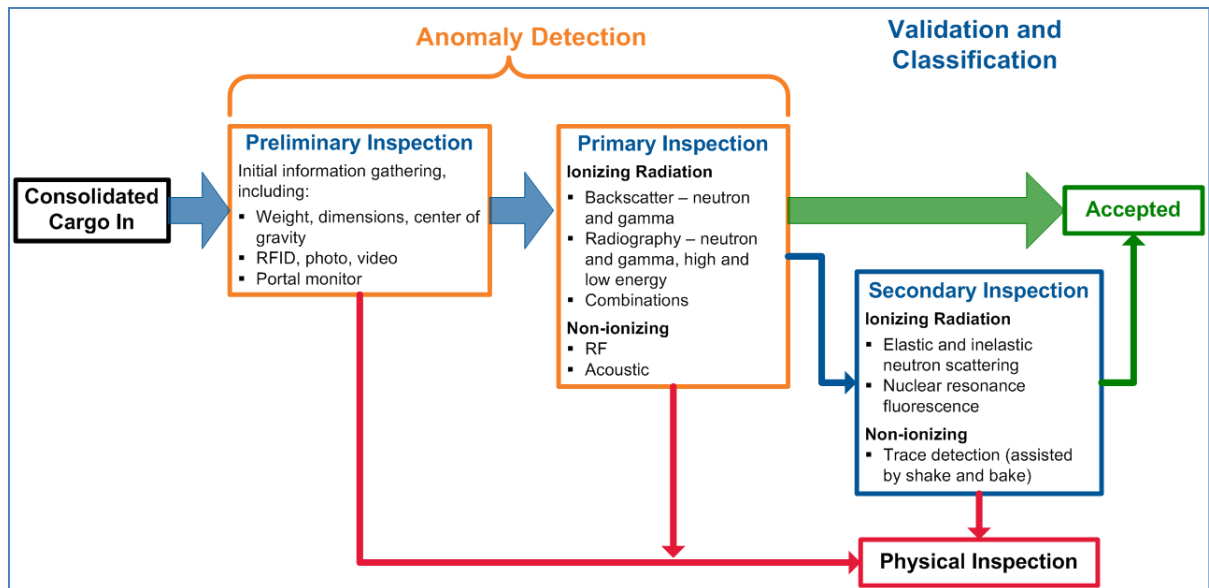 Anomaly Detection
Validation and
Classification
Consolidated
Cargo In
Preliminary Inspection
Initial information gathering,
including:
▪ Weight, dimensions, center of
gravity
▪ RFID, photo, video
▪ Portal monitor
Primary Inspection
Ionizing Radiation
▪ Backscatter – neutron
and gamma
▪ Radiography – neutron
and gamma, high and
low energy
▪ Combinations
Non-ionizing
▪ RF
▪ Acoustic
Accepted
Secondary Inspection
Ionizing Radiation
▪ Elastic and inelastic
neutron scattering
▪ Nuclear resonance
fluorescence
Non-ionizing
▪ Trace detection (assisted
by shake and bake)
Physical Inspection